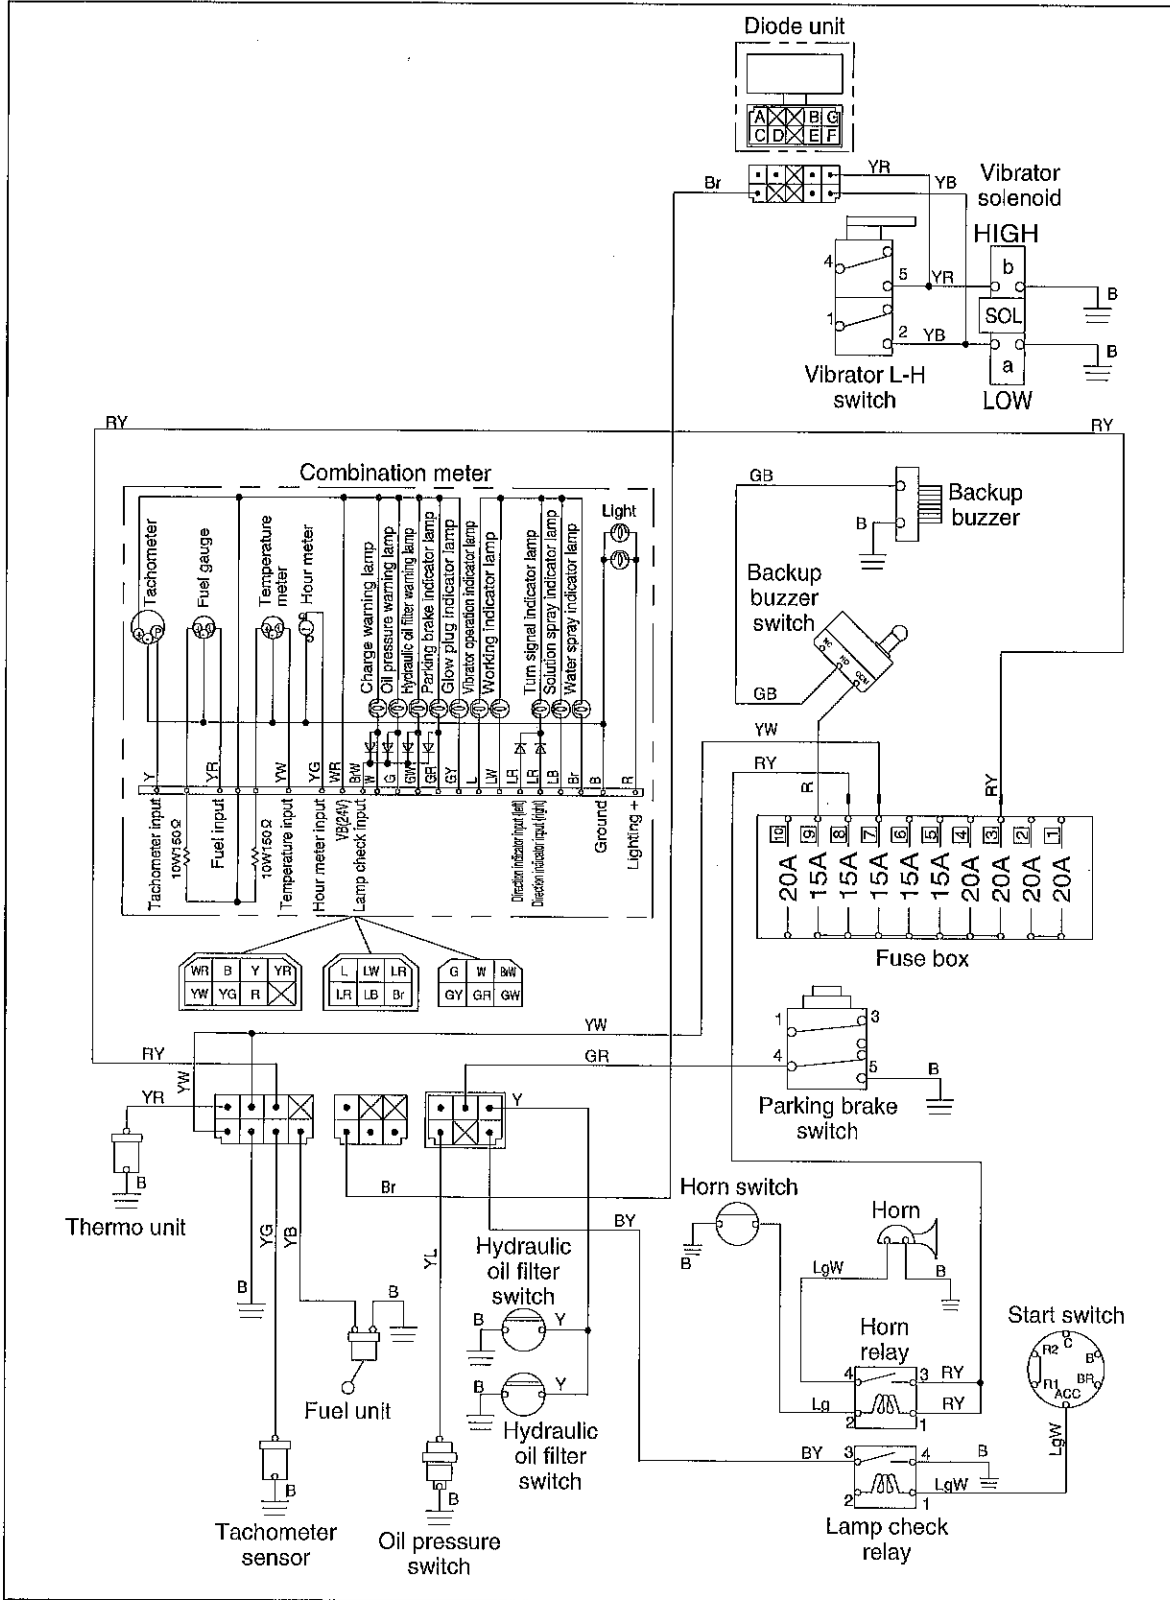 Diode unit
A B G
C D E F
Br
YR
YB
Vibrator
solenoid
HIGH
4
5
YR
b
B
SOL
1
2
YB
a
B
Vibrator L-H
switch
LOW
RY
RY
Combination meter
Tachometer
Fuel gauge
Temperature
meter
Hour meter
Charge warning lamp
Oil pressure warning lamp
Hydraulic oil filter warning lamp
Parking brake indicator lamp
Glow plug indicator lamp
Vibrator operation indicator lamp
Working indicator lamp
Turn signal indicator lamp
Solution spray indicator lamp
Water spray indicator lamp
Light
Y
YR
YW
YG
WR
BrW
W
G
GW
GR
GY
L
LW
LR
LR
LB
Br
B
R
Tachometer input
10W150Ω
Fuel input
10W150Ω
Temperature input
Hour meter input
VB(24V)
Lamp check input
Direction indicator input (left)
Direction indicator input (right)
Ground
Lighting +
GB
B
Backup
buzzer
Backup
buzzer
switch
NC
NO
COM
GB
YW
RY
R
RY
10 9 8 7 6 5 4 3 2 1
20A 15A 15A 15A 15A 15A 20A 20A 20A 20A
Fuse box
WR B Y YR
YW YG R
L LW LR
LR LB Br
G W BrW
GY GR GW
YW
RY
YW
GR
1
3
4
5
B
Parking brake
switch
YR
B
Thermo unit
Y
Br
YG
YB
B
B
Fuel unit
YL
BY
Hydraulic
oil filter
switch
B
Y
B
Y
Hydraulic
oil filter
switch
B
Tachometer
sensor
B
Oil pressure
switch
Horn switch
B
Horn
LgW
B
Horn
relay
4
3
RY
Lg
2
1
RY
Start switch
C
R2
B
R1
BR
ACC
LgW
BY
3
4
B
2
1
LgW
Lamp check
relay